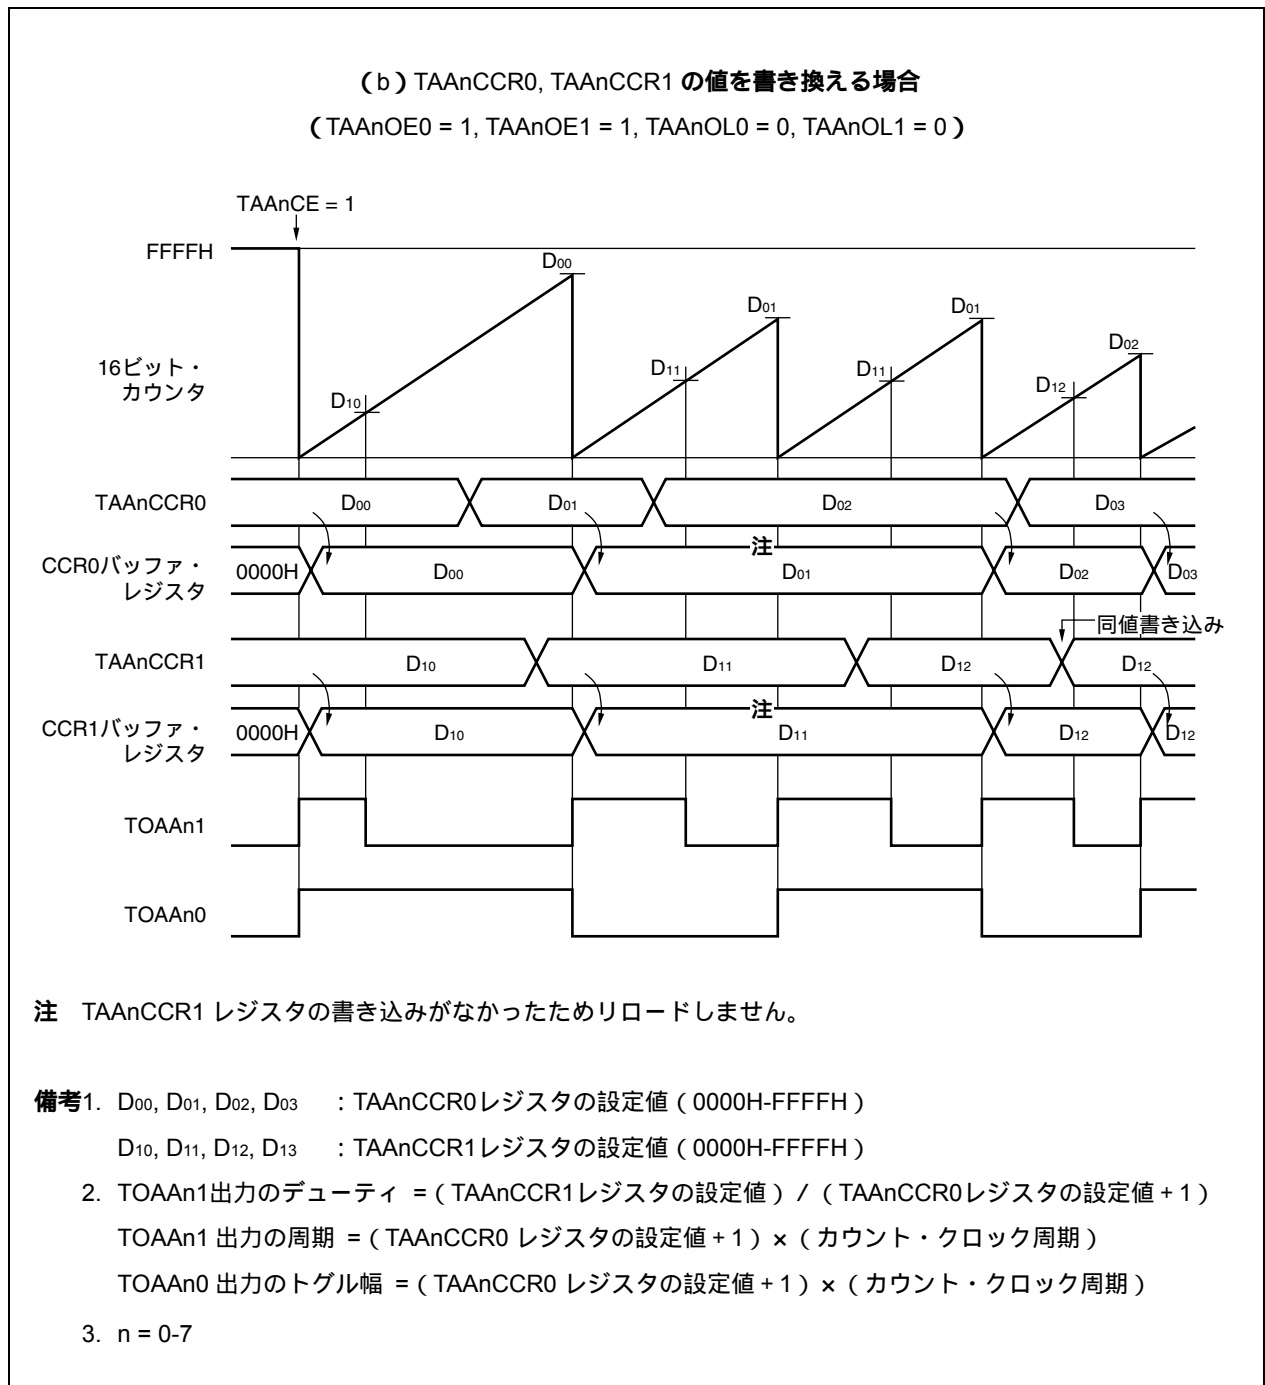 （b）TAAnCCR0, TAAnCCR1 の値を書き換える場合
（TAAnOE0 = 1, TAAnOE1 = 1, TAAnOL0 = 0, TAAnOL1 = 0）
TAAnCE = 1
FFFFH
D00
D01
D01
D02
16ビット・
カウンタ
D10
D11
D11
D12
TAAnCCR0
D00
D01
D02
D03
注
CCR0バッファ・
レジスタ
0000H
D00
D01
D02
D03
同値書き込み
TAAnCCR1
D10
D11
D12
D12
注
CCR1バッファ・
レジスタ
0000H
D10
D11
D12
D12
TOAAn1
TOAAn0
注 TAAnCCR1 レジスタの書き込みがなかったためリロードしません。
備考1. D00, D01, D02, D03 ：TAAnCCR0レジスタの設定値（0000H-FFFFH）
D10, D11, D12, D13 ：TAAnCCR1レジスタの設定値（0000H-FFFFH）
2. TOAAn1出力のデューティ =（TAAnCCR1レジスタの設定値）/（TAAnCCR0レジスタの設定値+1）
TOAAn1 出力の周期 =（TAAnCCR0 レジスタの設定値+1）×（カウント・クロック周期）
TOAAn0 出力のトグル幅 =（TAAnCCR0 レジスタの設定値+1）×（カウント・クロック周期）
3. n = 0-7